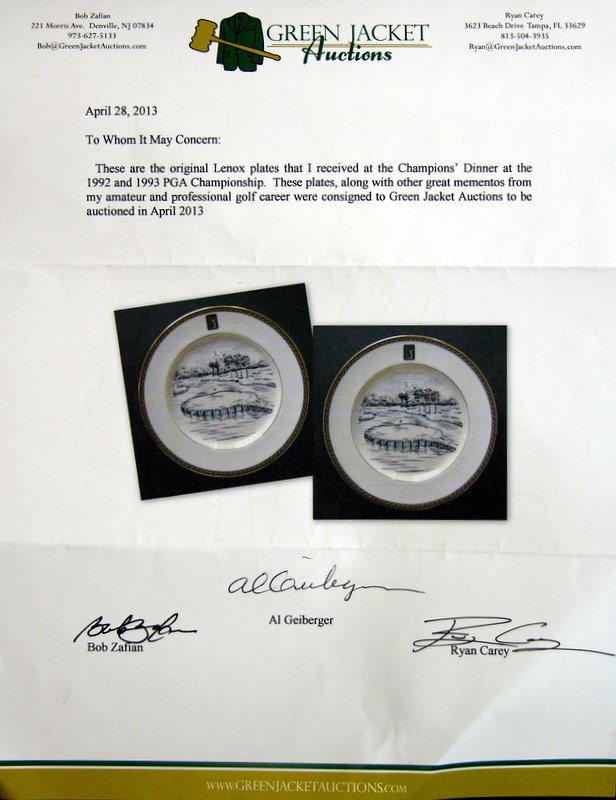 Bob Zafian
221 Morris Ave. Denville, NJ 07834
973-627-5133
Bob@GreenJacketAuctions.com
GREEN JACKET
Auctions
Ryan Carey
3623 Beach Drive Tampa, FL 33629
813-504-3935
Ryan@GreenJacketAuctions.com
April 28, 2013
To Whom It May Concern:
These are the original Lenox plates that I received at the Champions' Dinner at the
1992 and 1993 PGA Championship. These plates, along with other great mementos from
my amateur and professional golf career were consigned to Green Jacket Auctions to be
auctioned in April 2013
Al Geiberger
Al Geiberger
Bob Zafian
Ryan Carey
WWW.GREENJACKETAUCTIONS.COM